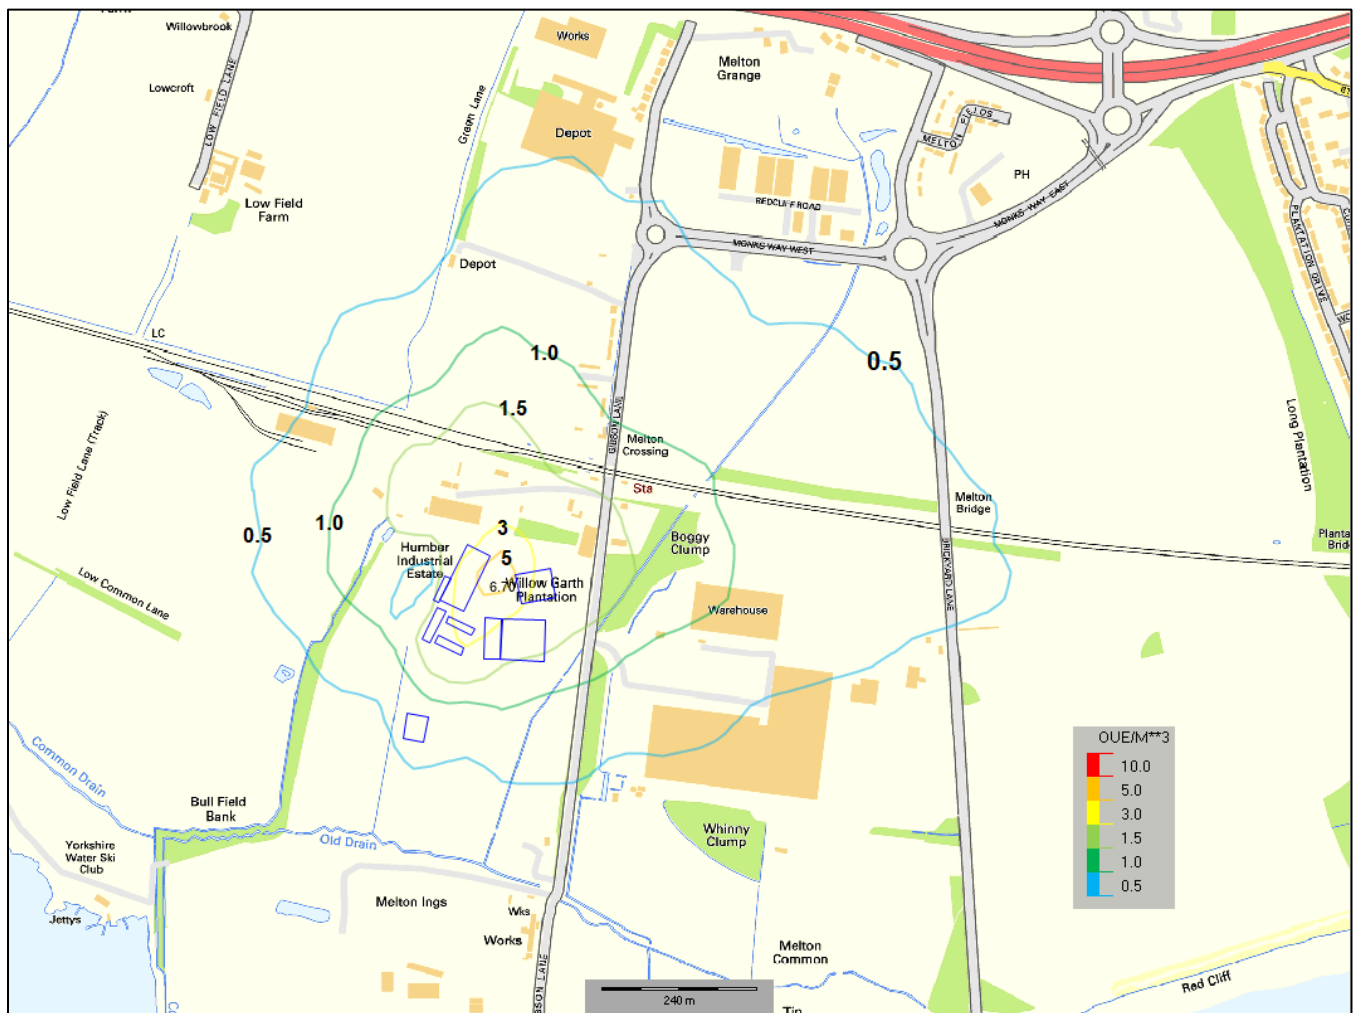 Willowbrook
Works
Melton
Grange
Lowcroft
LOW FIELD LANE
Green Lane
Depot
MELTON FIELDS
PH
REDCLIFF ROAD
Low Field
Farm
MONKS WAY EAST
MONKS WAY WEST
PLANTATION DRIVE
Depot
LC
1.0
0.5
1.5
GIBSON LANE
Melton
Crossing
Long Plantation
Low Field Lane (Track)
Sta
Melton
Bridge
1.0
0.5
3
Boggy
Clump
Humber
Industrial
Estate
5
6.70
Willow Garth
Plantation
BRICKYARD LANE
Low Common Lane
Warehouse
OUE/M**3
10.0
5.0
3.0
1.5
1.0
0.5
Common Drain
Bull Field
Bank
Old Drain
Whinny
Clump
Yorkshire
Water Ski
Club
Jettys
Melton Ings
Wks
Works
Melton
Common
Red Cliff
240 m